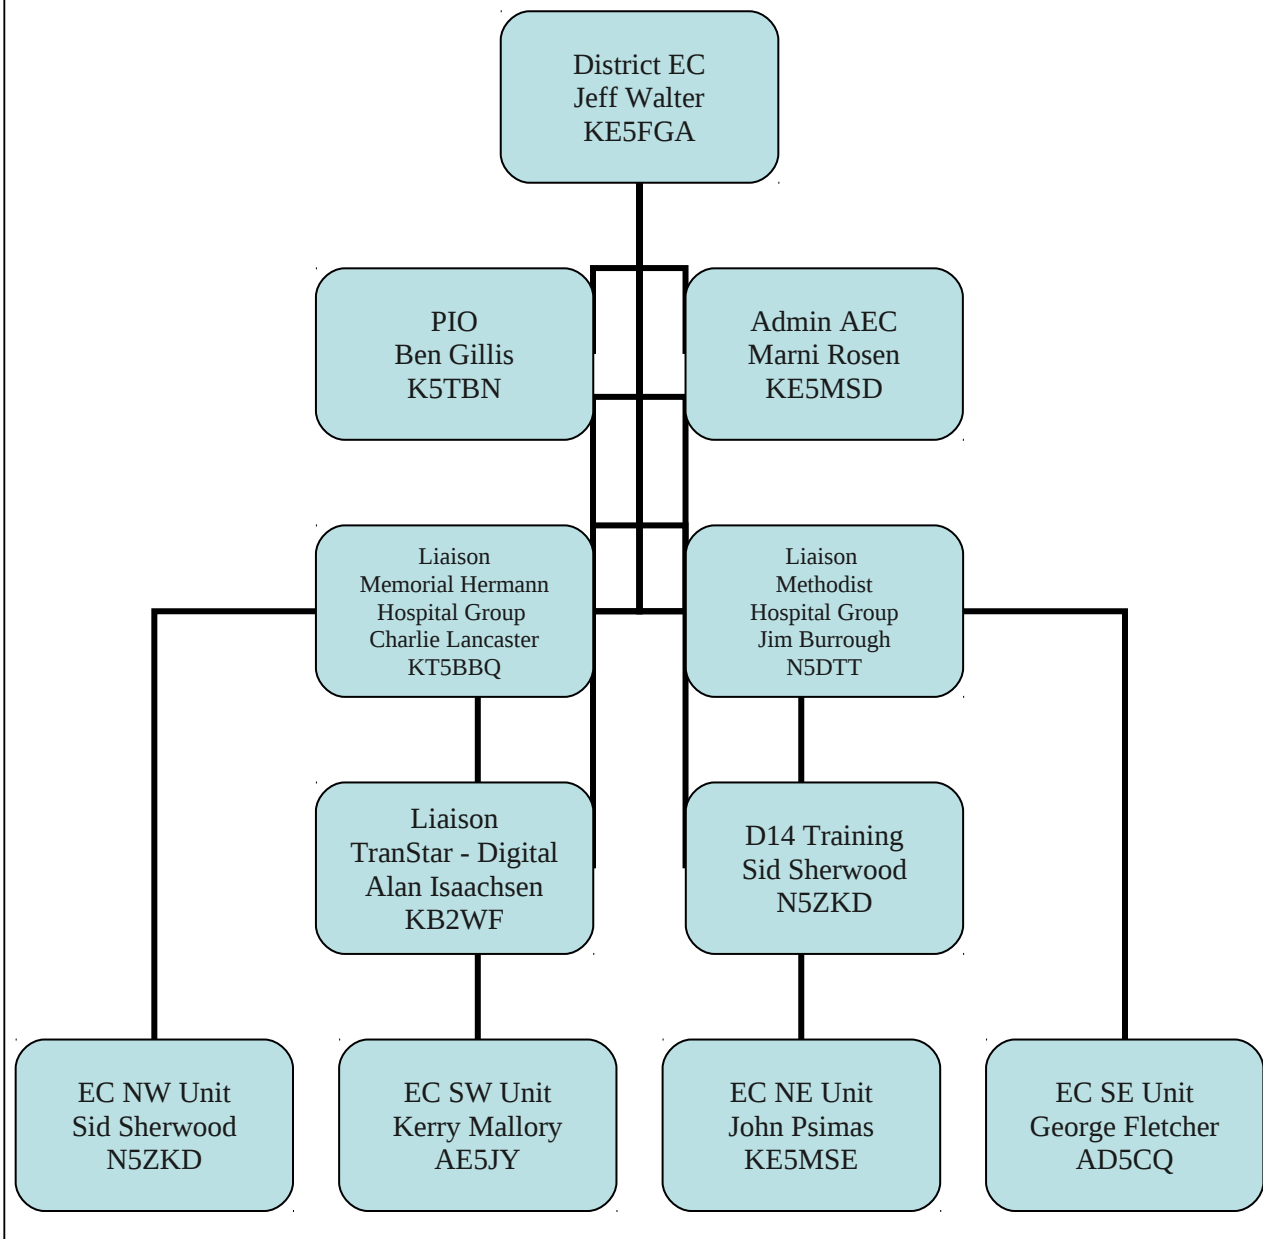 District EC
Jeff Walter
KE5FGA
PIO
Ben Gillis
K5TBN
Admin AEC
Marni Rosen
KE5MSD
Liaison
Memorial Hermann
Hospital Group
Charlie Lancaster
KT5BBQ
Liaison
Methodist
Hospital Group
Jim Burrough
N5DTT
Liaison
TranStar - Digital
Alan Isaachsen
KB2WF
D14 Training
Sid Sherwood
N5ZKD
EC NW Unit
Sid Sherwood
N5ZKD
EC SW Unit
Kerry Mallory
AE5JY
EC NE Unit
John Psimas
KE5MSE
EC SE Unit
George Fletcher
AD5CQ